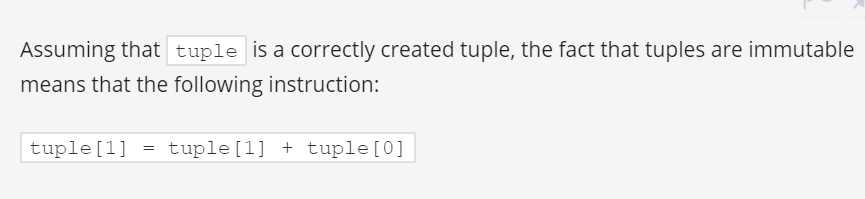 Assuming that tuple is a correctly created tuple, the fact that tuples are immutable
means that the following instruction:
tuple[1] = tuple[1] + tuple[0]